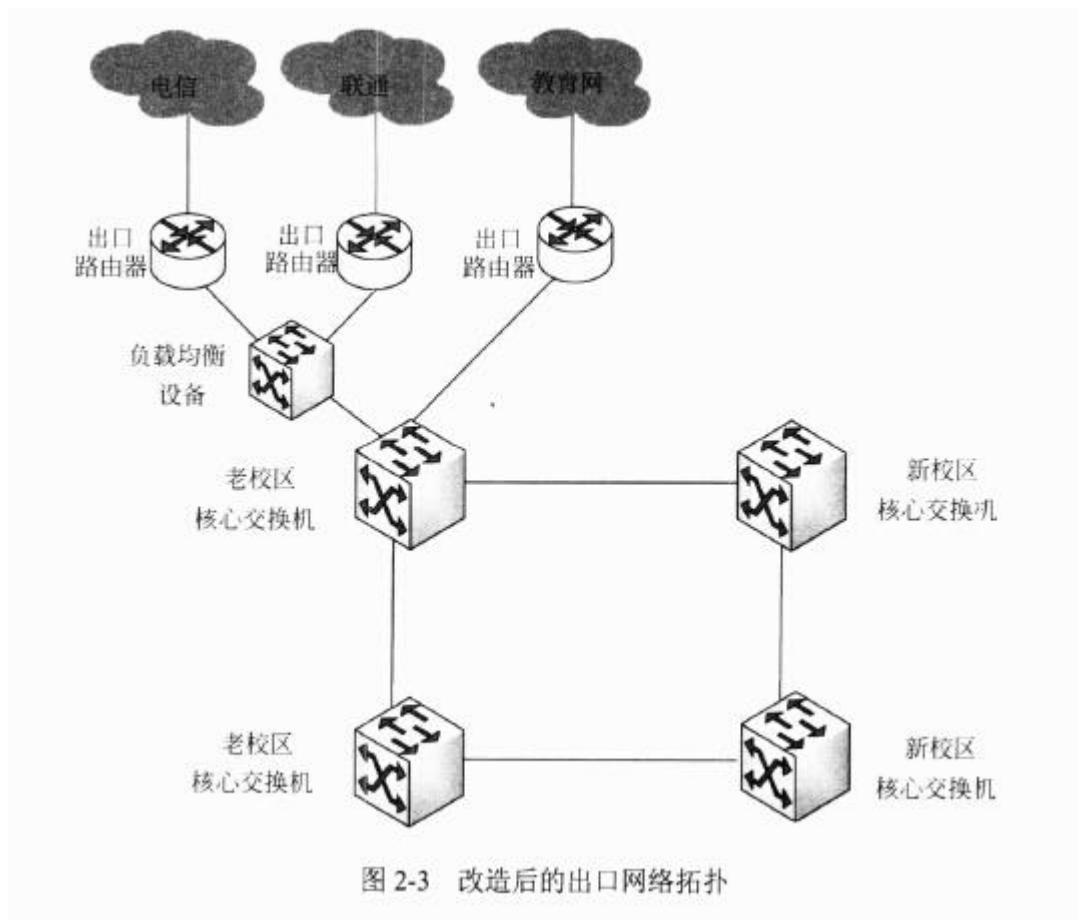 电信
联通
教育网
出口
路由器
出口
路由器
出口
路由器
负载均衡
设备
老校区
核心交换机
新校区
核心交换机
老校区
核心交换机
新校区
核心交换机
图 2-3 改造后的出口网络拓扑